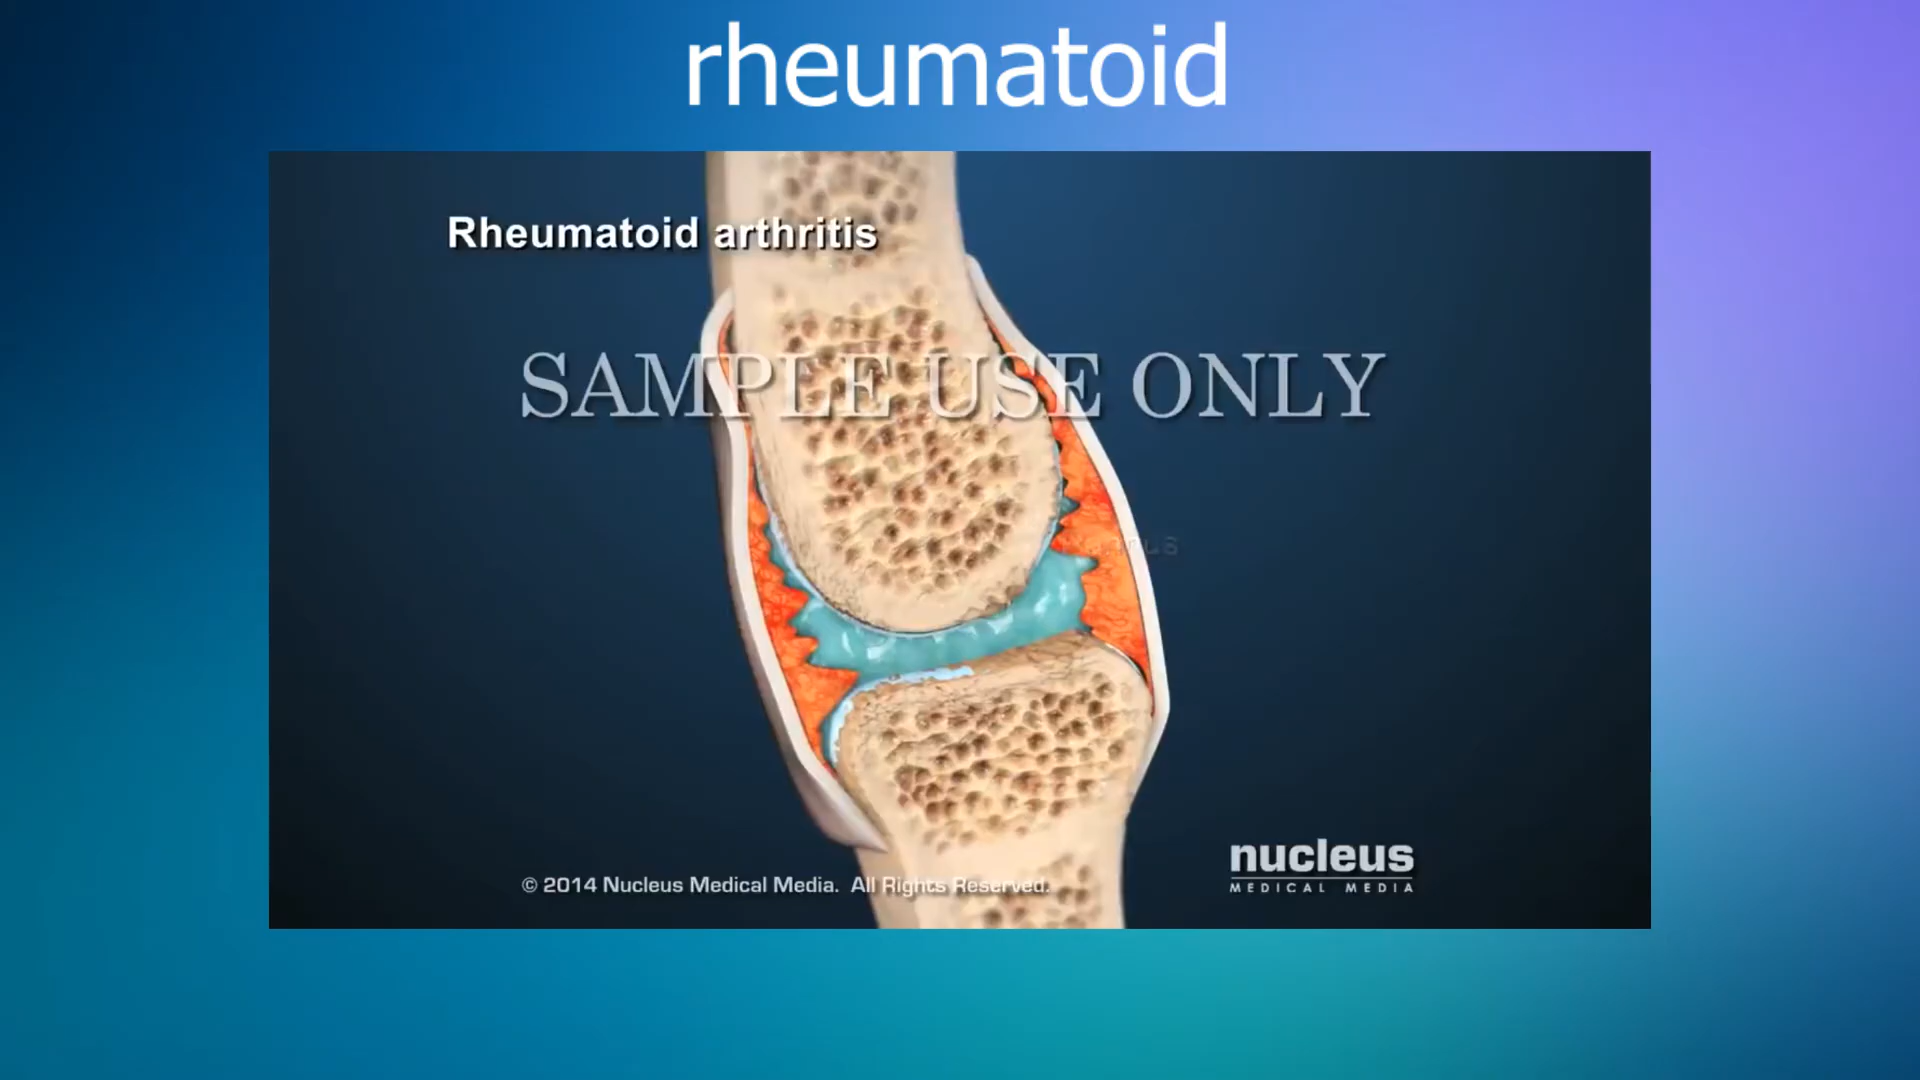 rheumatoid
Rheumatoid arthritis
SAMPLE USE ONLY
© 2014 Nucleus Medical Media. All Rights Reserved.
nucleus
MEDICAL MEDIA